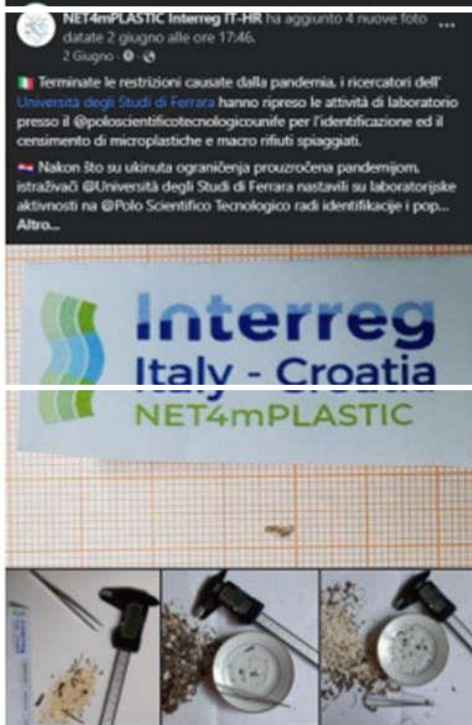 NET4mPLASTIC Interreg IT-HR ha aggiunto 4 nuove foto
datate 2 giugno alle ore 17:46.
2 Giugno
Terminate le restrizioni causate dalla pandemia, i ricercatori dell'
Università degli Studi di Ferrara hanno ripreso le attività di laboratorio
presso il @poloscientificotecnologicounife per l'identificazione ed il
censimento di microplastiche e macro rifiuti spiaggiati.
Nakon što su ukinuta ograničenja prouzročena pandemijom,
istraživači @Università degli Studi di Ferrara nastavili su laboratorijske
aktivnosti na @Polo Scientifico Tecnologico radi identifikacije i pop...
Altro...
Interreg
Italy - Croatia
NET4mPLASTIC